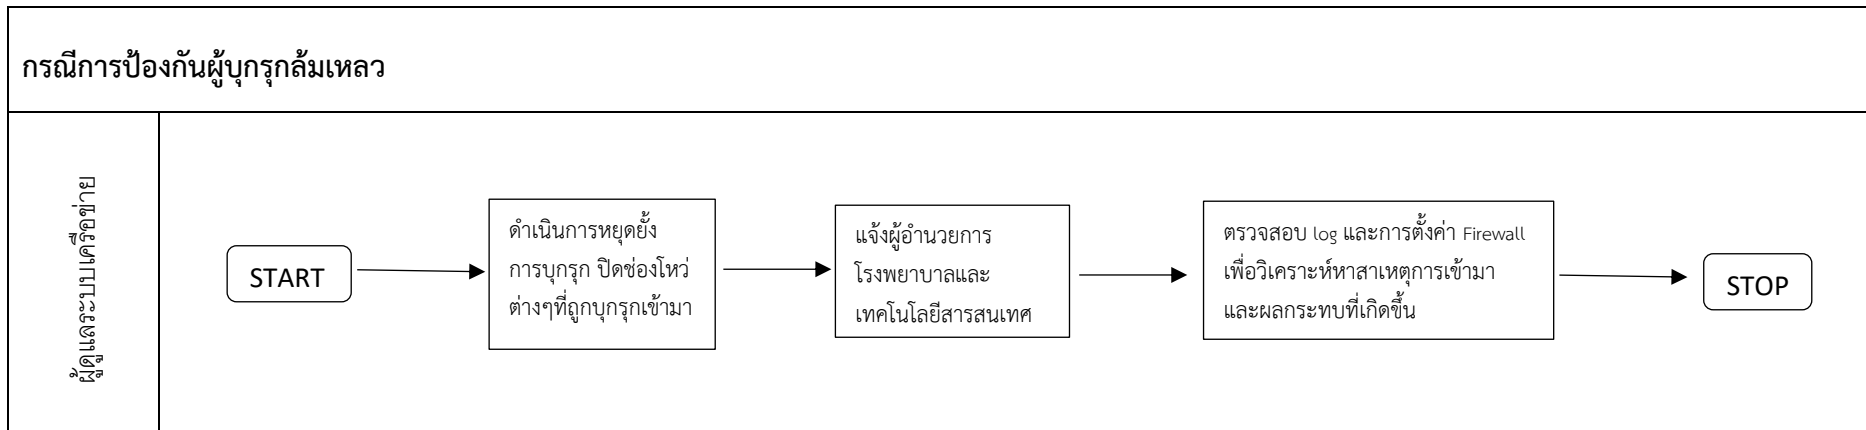 กรณีการป้องกันผู้บุกรุกล้มเหลว
ผู้ดูแลระบบเครือข่าย
START
ดำเนินการหยุดยั้ง
การบุกรุก ปิดช่องโหว่
ต่างๆที่ถูกบุกรุกเข้ามา
แจ้งผู้อำนวยการ
โรงพยาบาลและ
เทคโนโลยีสารสนเทศ
ตรวจสอบ log และการตั้งค่า Firewall
เพื่อวิเคราะห์หาสาเหตุการเข้ามา
และผลกระทบที่เกิดขึ้น
STOP